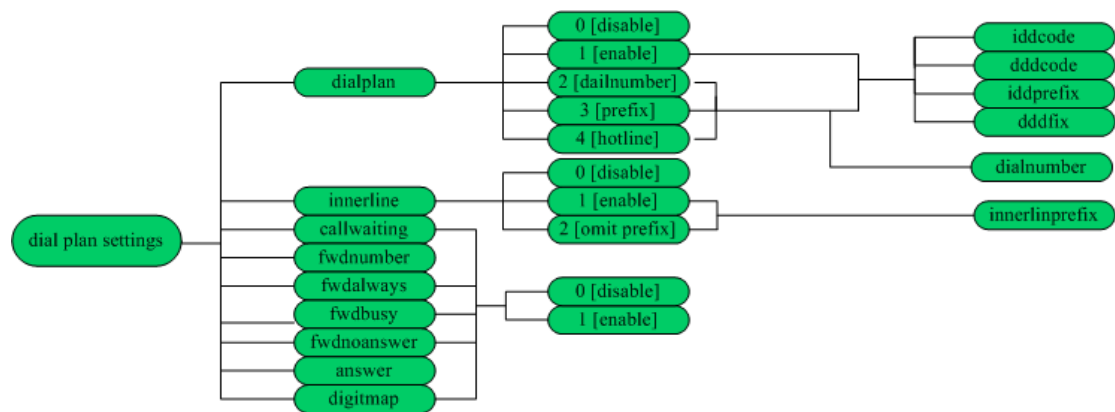 dial plan settings
dialplan
0 [disable]
1 [enable]
2 [dailnumber]
3 [prefix]
4 [hotline]
iddcode
dddcode
iddprefix
dddfix
dialnumber
innerline
0 [disable]
1 [enable]
2 [omit prefix]
innerlinprefix
callwaiting
fwdnumber
fwdalways
fwdbusy
fwdnoanswer
answer
digitmap
0 [disable]
1 [enable]